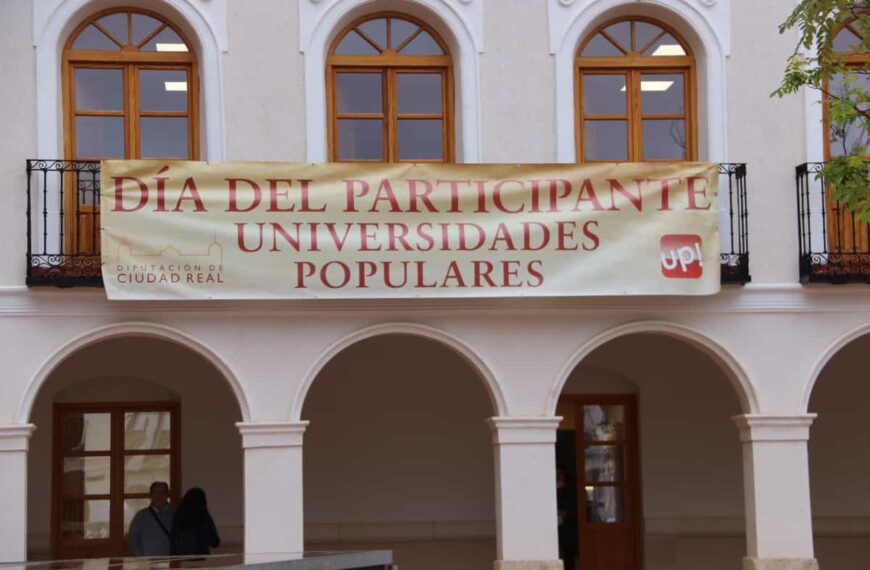 DÍA DEL PARTICIPANTE
UNIVERSIDADES
POPULARES
DIPUTACIÓN DE
CIUDAD REAL
up!